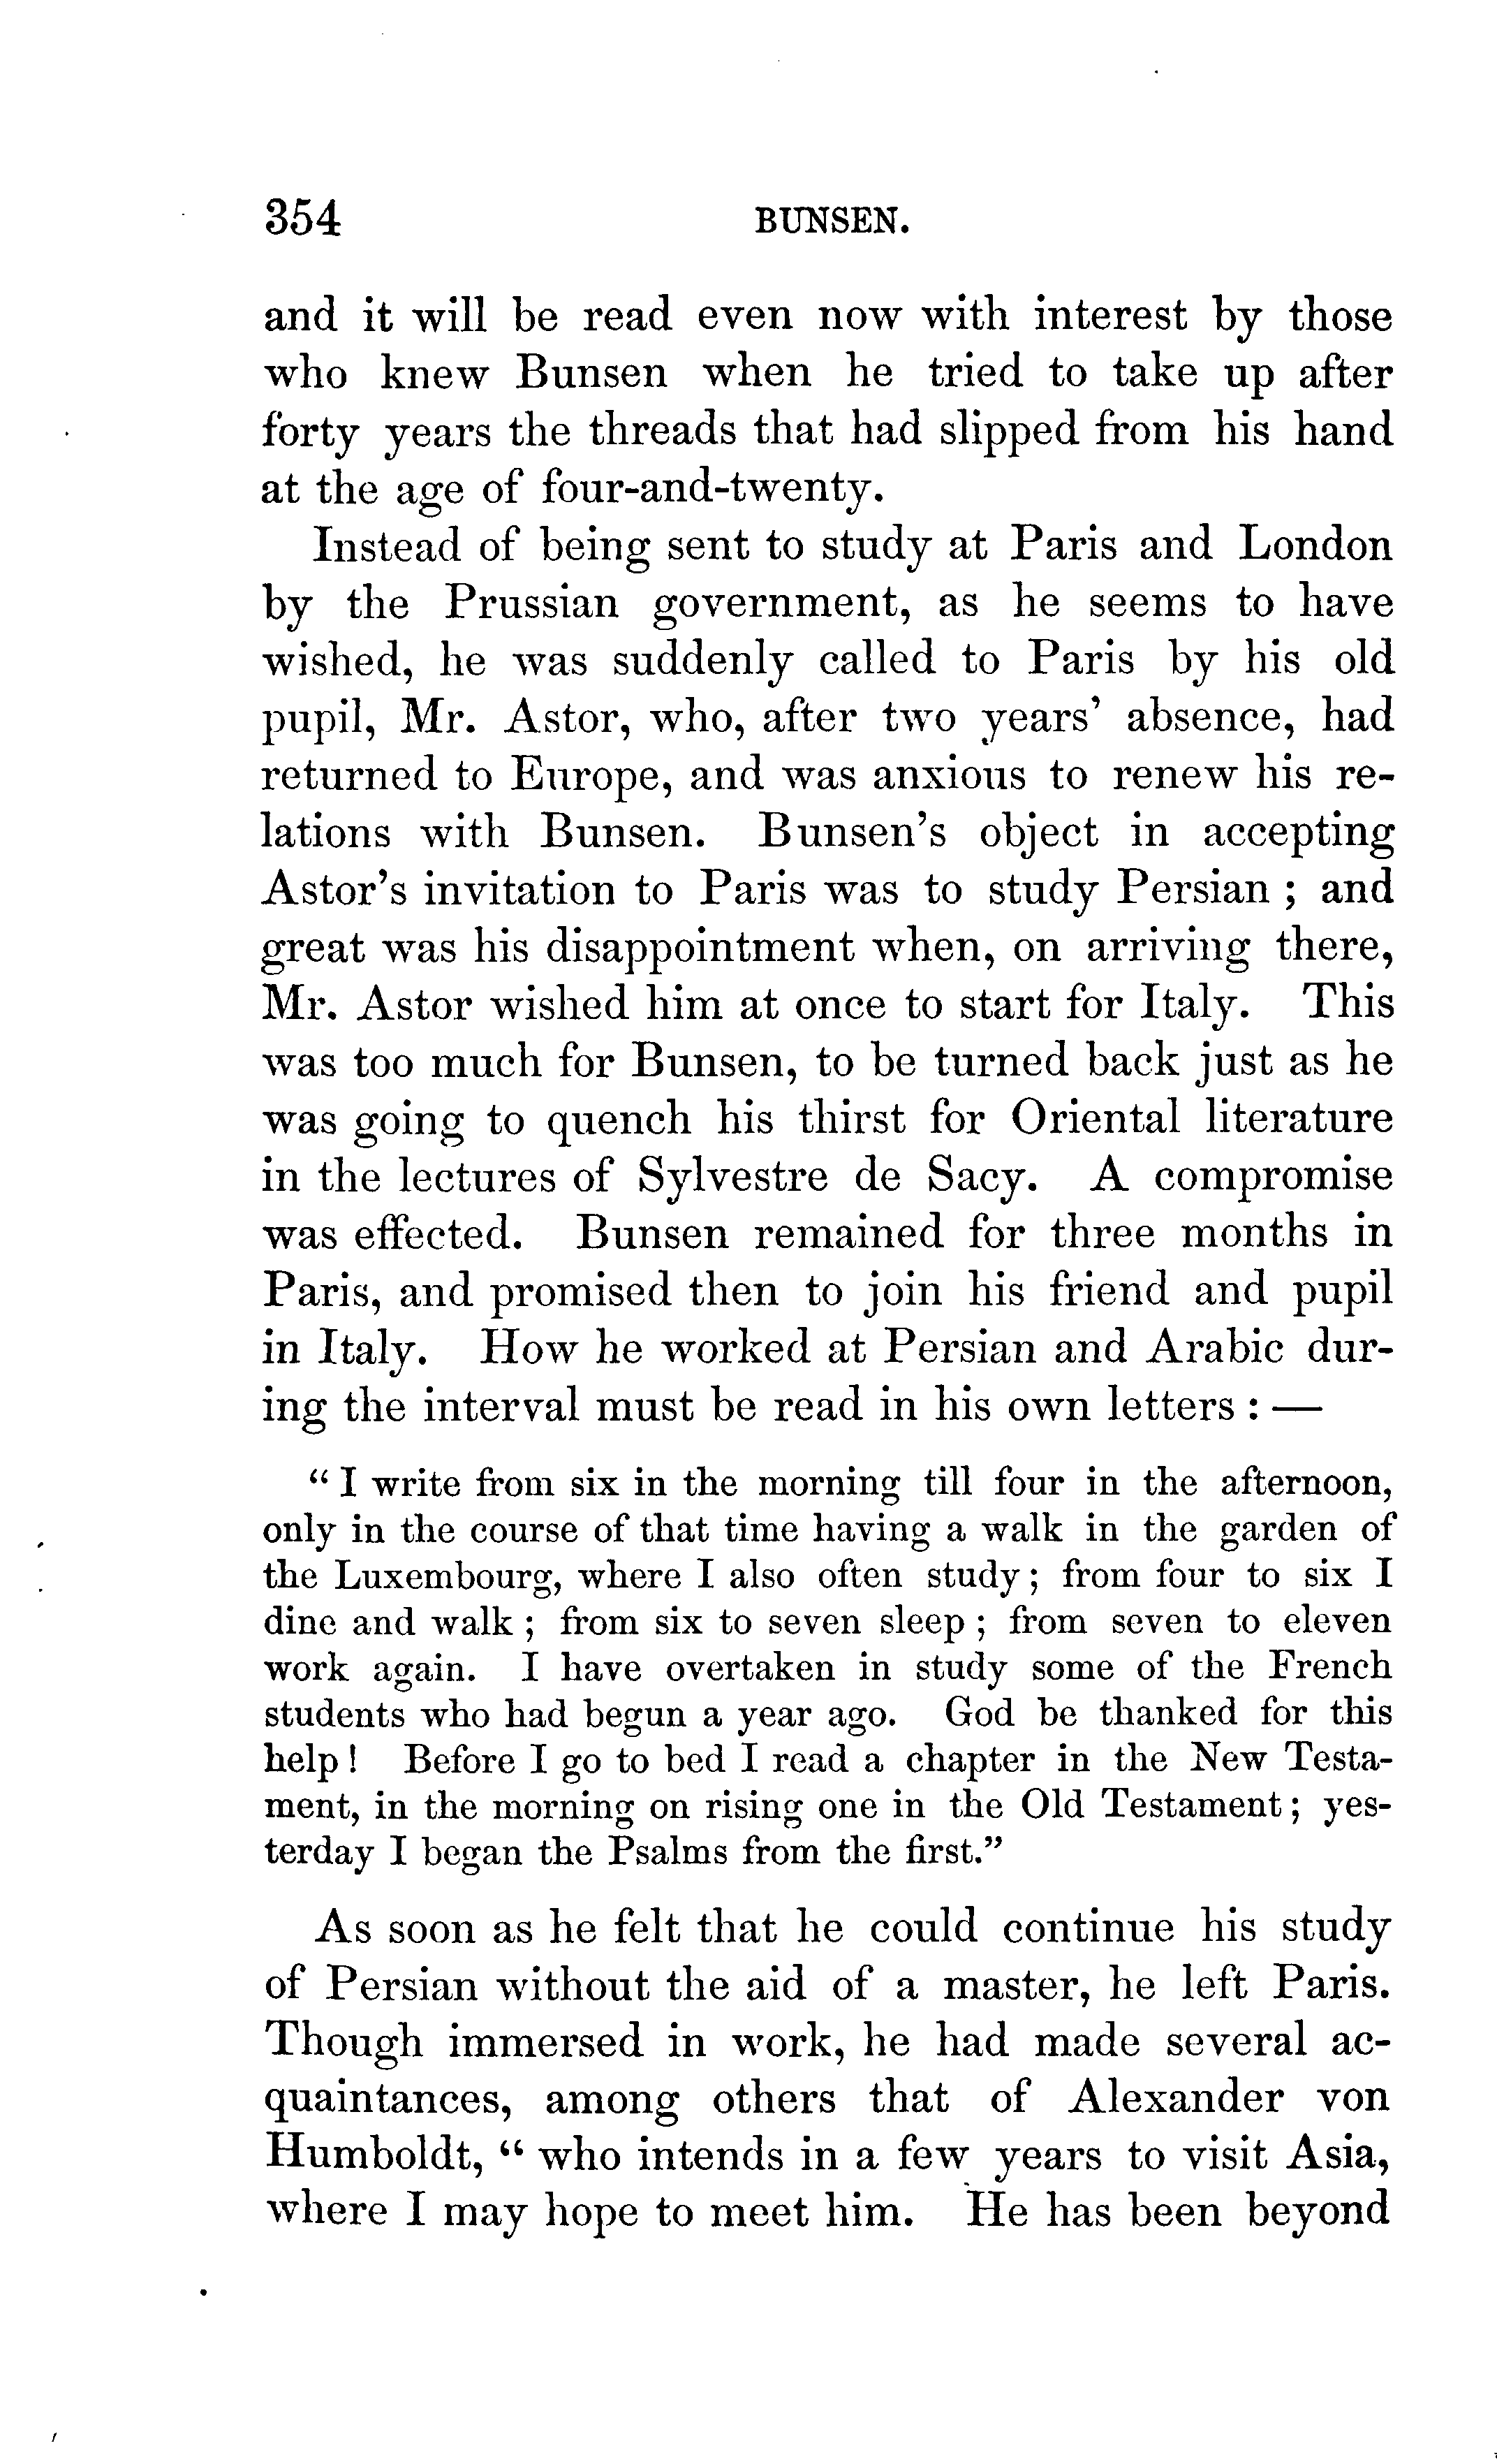 354 BUNSEN.
and it will be read even now with interest by those
who knew Bunsen when he tried to take up after
forty years the threads that had slipped from his hand
at the age of four-and-twenty.
Instead of being sent to study at Paris and London
by the Prussian government, as he seems to have
wished, he was suddenly called to Paris by his old
pupil, Mr. Astor, who, after two years' absence, had
returned to Europe, and was anxious to renew his re-
lations with Bunsen. Bunsen's object in accepting
Astor's invitation to Paris was to study Persian ; and
great was his disappointment when, on arriving there,
Mr. Astor wished him at once to start for Italy. This
was too much for Bunsen, to be turned back just as he
was going to quench his thirst for Oriental literature
in the lectures of Sylvestre de Sacy. A compromise
was effected. Bunsen remained for three months in
Paris, and promised then to join his friend and pupil
in Italy. How he worked at Persian and Arabic dur-
ing the interval must be read in his own letters : —
“ I write from six in the morning till four in the afternoon,
only in the course of that time having a walk in the garden of
the Luxembourg, where I also often study ; from four to six I
dine and walk ; from six to seven sleep ; from seven to eleven
work again. I have overtaken in study some of the French
students who had begun a year ago. God be thanked for this
help ! Before I go to bed I read a chapter in the New Testa-
ment, in the morning on rising one in the Old Testament ; yes-
terday I began the Psalms from the first.”
As soon as he felt that he could continue his study
of Persian without the aid of a master, he left Paris.
Though immersed in work, he had made several ac-
quaintances, among others that of Alexander von
Humboldt, “ who intends in a few years to visit Asia,
where I may hope to meet him. He has been beyond